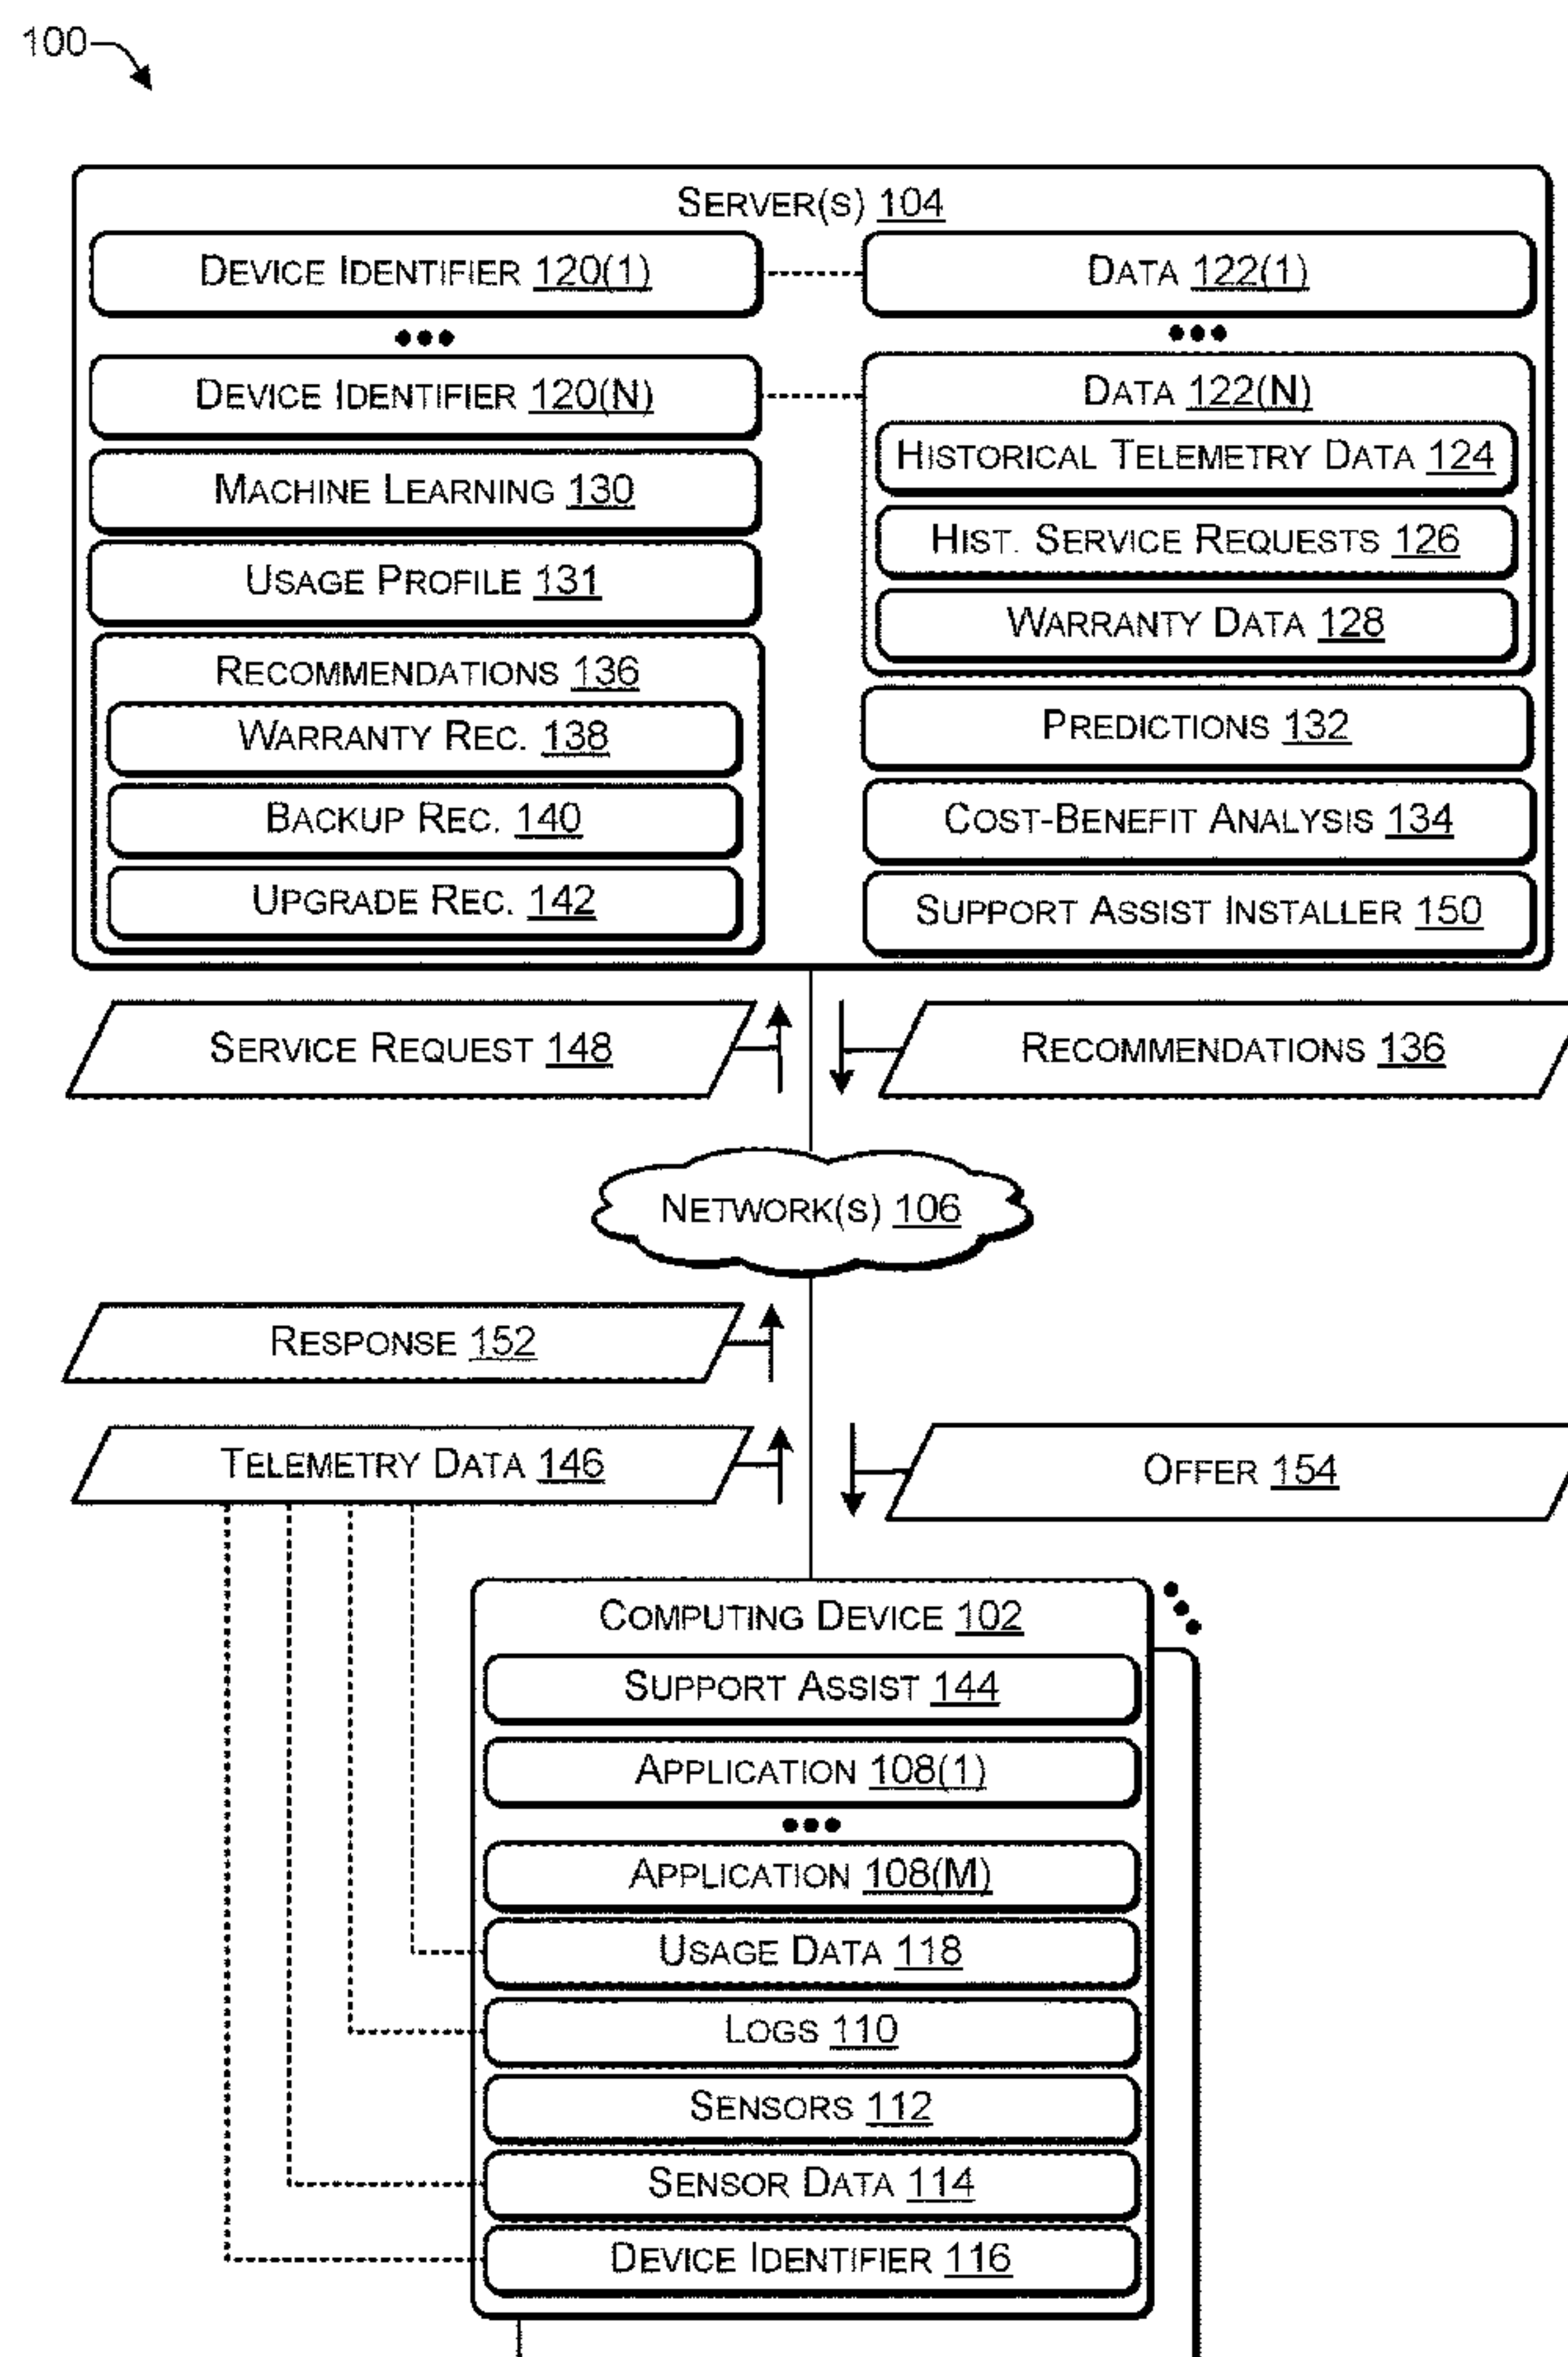 100
SERVER(S) 104
DEVICE IDENTIFIER 120(1)
DATA 122(1)
DEVICE IDENTIFIER 120(N)
DATA 122(N)
HISTORICAL TELEMETRY DATA 124
MACHINE LEARNING 130
HIST. SERVICE REQUESTS 126
USAGE PROFILE 131
WARRANTY DATA 128
RECOMMENDATIONS 136
WARRANTY REC. 138
PREDICTIONS 132
BACKUP REC. 140
COST-BENEFIT ANALYSIS 134
UPGRADE REC. 142
SUPPORT ASSIST INSTALLER 150
SERVICE REQUEST 148
RECOMMENDATIONS 136
NETWORK(S) 106
RESPONSE 152
TELEMETRY DATA 146
OFFER 154
COMPUTING DEVICE 102
SUPPORT ASSIST 144
APPLICATION 108(1)
APPLICATION 108(M)
USAGE DATA 118
LOGS 110
SENSORS 112
SENSOR DATA 114
DEVICE IDENTIFIER 116